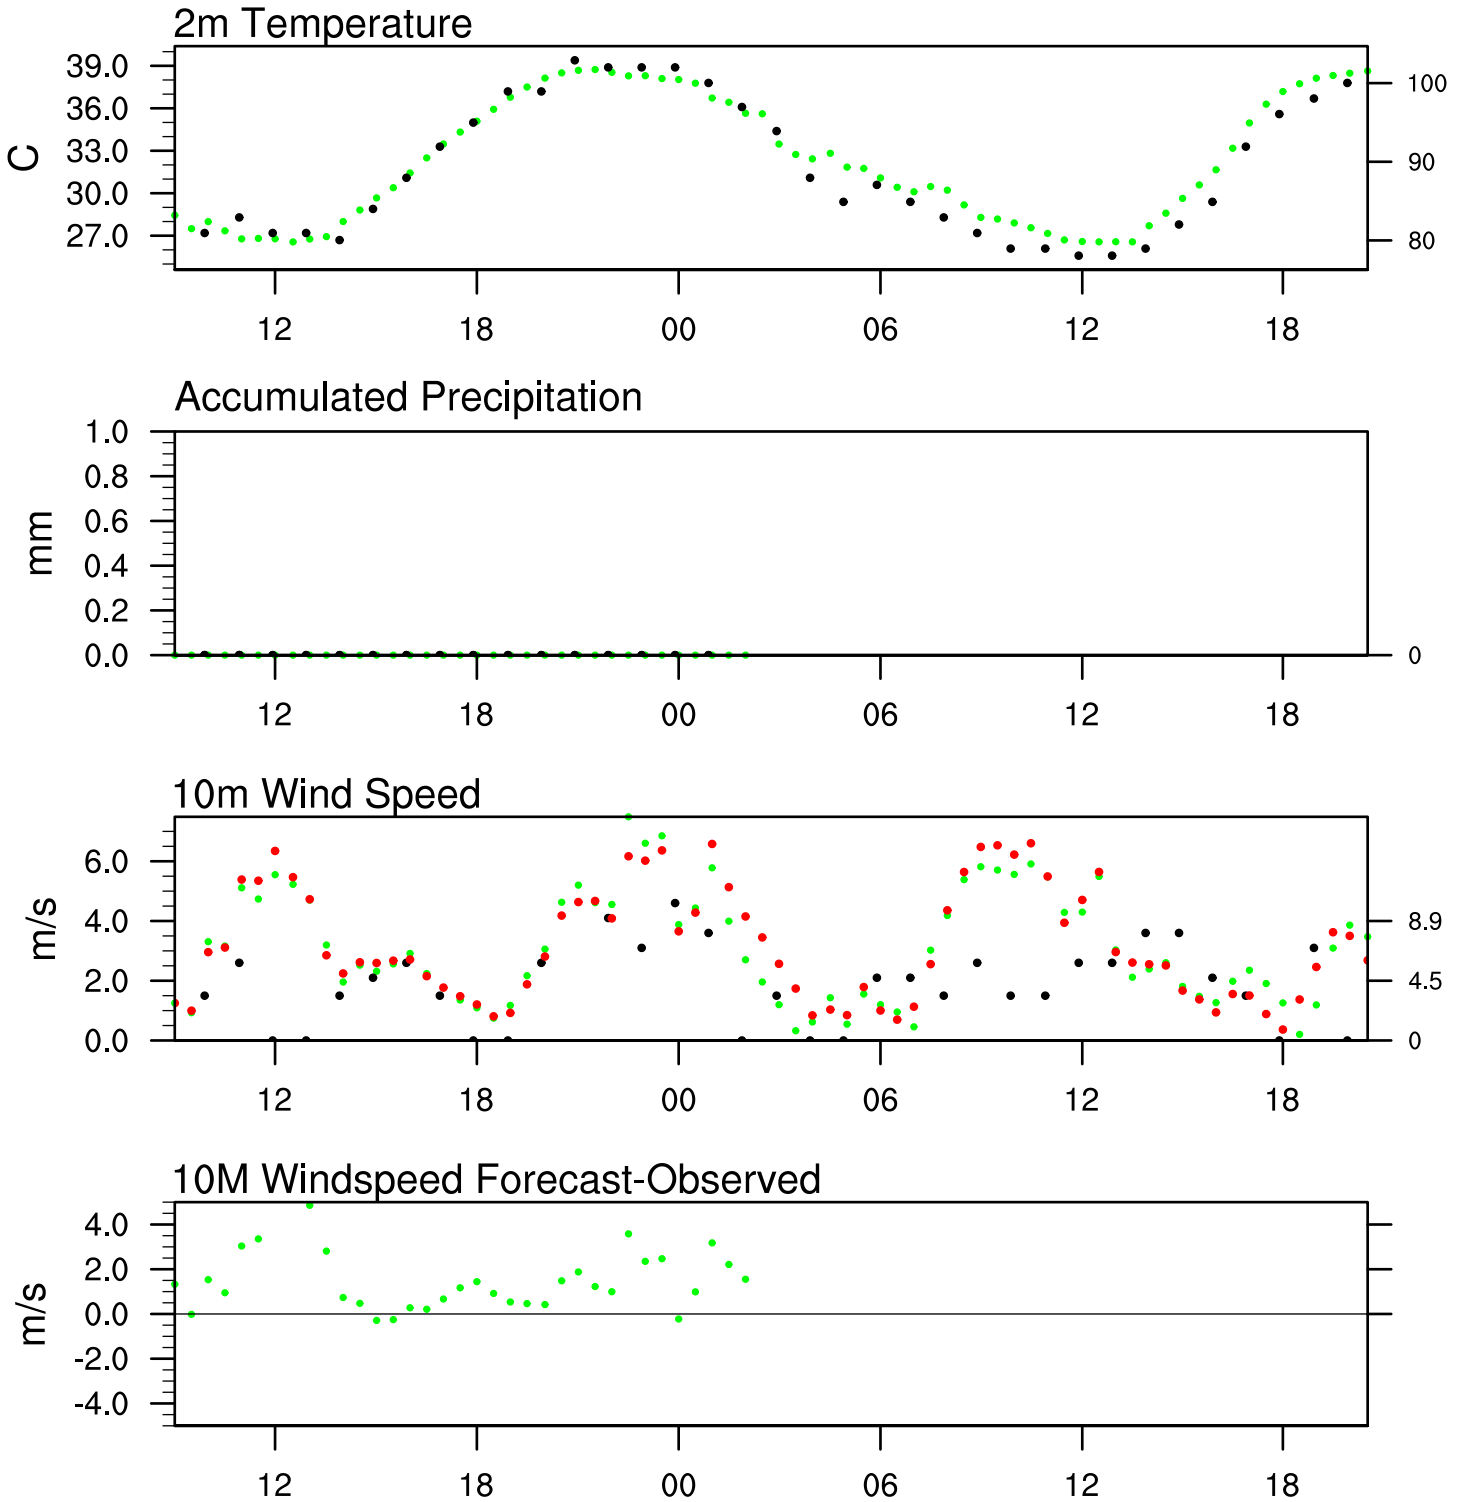 2m Temperature
39.0
36.0
33.0
30.0
27.0
C
100
90
80
12 18 00 06 12 18
Accumulated Precipitation
1.0
0.8
0.6
0.4
0.2
0.0
mm
0
12 18 00 06 12 18
10m Wind Speed
6.0
4.0
2.0
0.0
m/s
8.9
4.5
0
12 18 00 06 12 18
10M Windspeed Forecast-Observed
4.0
2.0
0.0
-2.0
-4.0
m/s
12 18 00 06 12 18